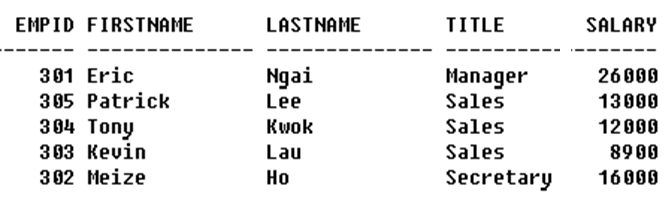 EMPID FIRSTNAME LASTNAME TITLE SALARY
301 Eric Ngai Manager 26000
305 Patrick Lee Sales 13000
304 Tony Kwok Sales 12000
303 Kevin Lau Sales 8900
302 Meize Ho Secretary 16000